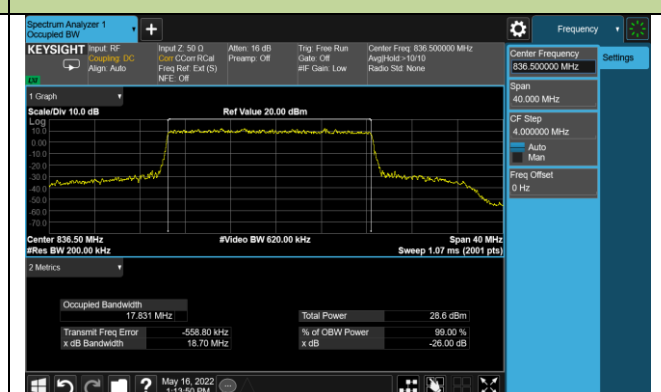 Spectrum Analyzer 1
Occupied BW
+
Frequency
KEYSIGHT
Input: RF
Coupling: DC
Align: Auto
Input Z: 50 Ω
Corr CCorr RCal
Freq Ref: Ext (S)
NFE: Off
Atten: 16 dB
Preamp: Off
Trig: Free Run
Gate: Off
#IF Gain: Low
Center Freq: 836.500000 MHz
Avg|Hold:>10/10
Radio Std: None
Center Frequency
836.500000 MHz
Settings
Span
40.000 MHz
CF Step
4.000000 MHz
Auto
Man
Freq Offset
0 Hz
1 Graph
Scale/Div 10.0 dB
Ref Value 20.00 dBm
Log
10.0
0.00
-10.0
-20.0
-30.0
-40.0
-50.0
-60.0
-70.0
Center 836.50 MHz
#Video BW 620.00 kHz
Span 40 MHz
#Res BW 200.00 kHz
Sweep 1.07 ms (2001 pts)
2 Metrics
Occupied Bandwidth
17.831 MHz
Total Power
28.6 dBm
Transmit Freq Error
-558.80 kHz
% of OBW Power
99.00 %
x dB Bandwidth
18.70 MHz
x dB
-26.00 dB
?
May 16, 2022
1:13:50 PM